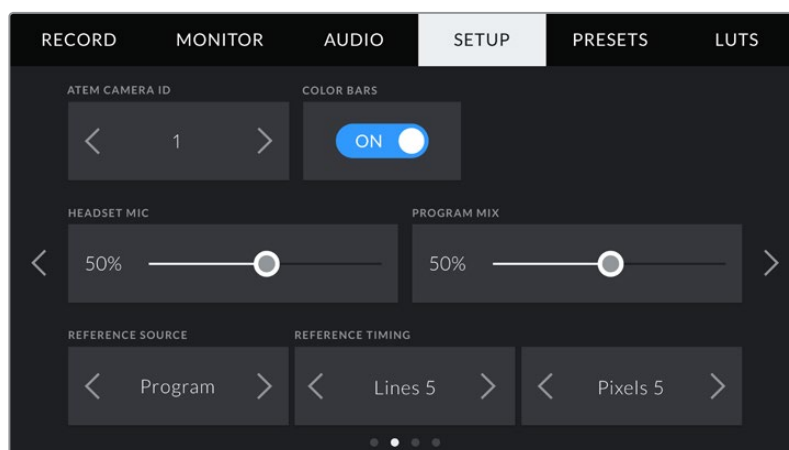 RECORD MONITOR AUDIO SETUP PRESETS LUTS
ATEM CAMERA ID COLOR BARS
1 ON
HEADSET MIC PROGRAM MIX
50% 50%
REFERENCE SOURCE REFERENCE TIMING
Program Lines 5 Pixels 5